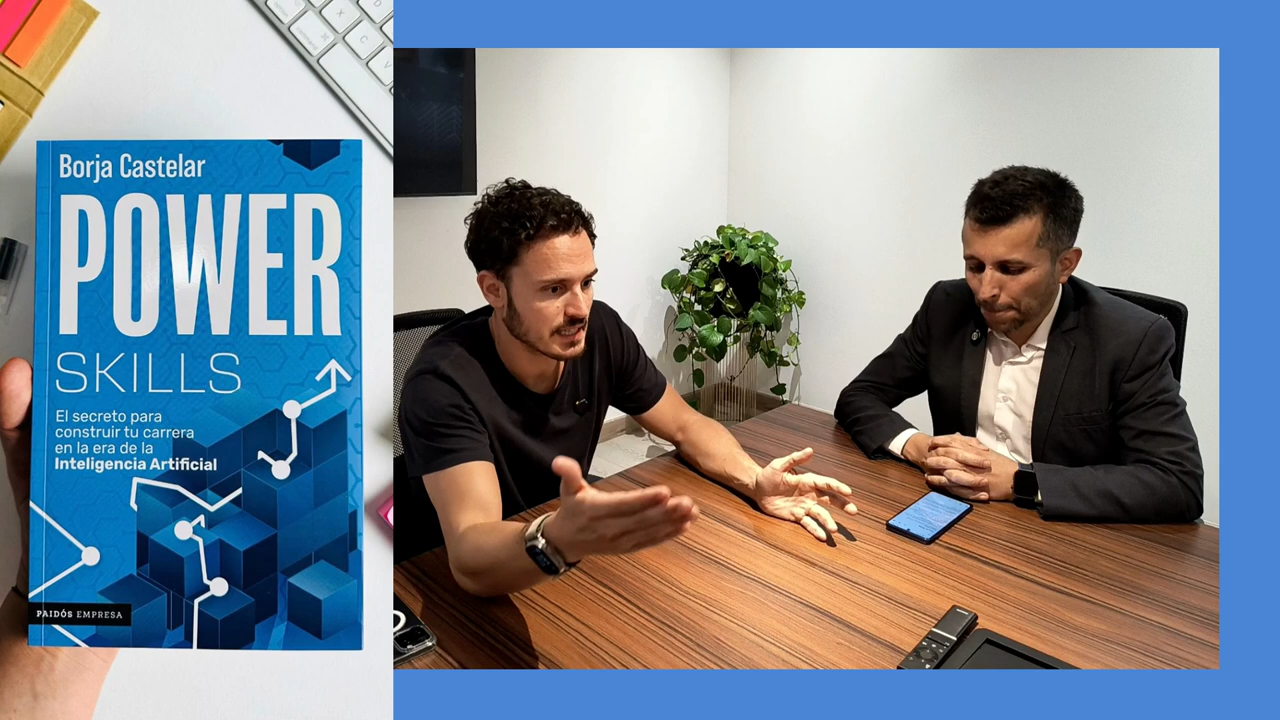 Borja Castelar
POWER
SKILLS
El secreto para
construir tu carrera
en la era de la
Inteligencia Artificial
PAIDÓS EMPRESA
command
C
V